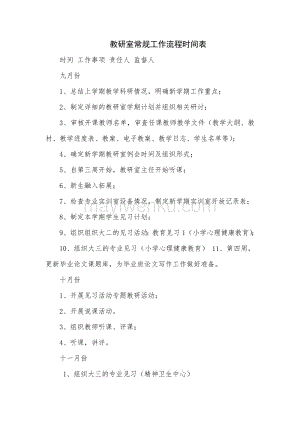 教研室常规工作流程时间表
时间 工作事项 责任人 监督人
九月份
1、总结上学期教学科研情况，明确新学期工作重点；
2、制定详细的教研室学期计划并组织相关研讨；
3、审核开课教师名单，审查任课教师教学文件（教学大纲、教
材、教学进度表、教案、电子教案、教学日志、学生名单等）；
4、确定新学期教研室例会时间及组织形式；
5、自第三周开始。教研室主任开始听课；
6、新生融入拓展；
7、检查专业实训室设备情况，制定新学期实训室开放记录表；
8、制定本学期学生见习计划；
9、组织组织大二的见习活动：教育见习 I（小学心理健康教育）
10．组织大三的专业见习（小学心理健康教育） 11．第四周，
更新毕业论文课题库，为毕业班论文写作工作做好准备。
十月份
1、开展见习活动专题教研活动；
2、开展说课活动。
3、组织教师听课、评课；
4、听课，讲评。
十一月份
1、组织大三的专业见习（精神卫生中心）